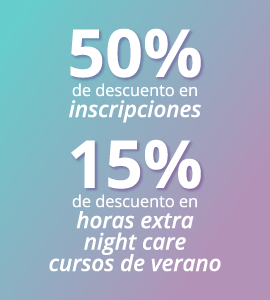 50%
de descuento en
inscripciones
15%
de descuento en
horas extra
night care
cursos de verano